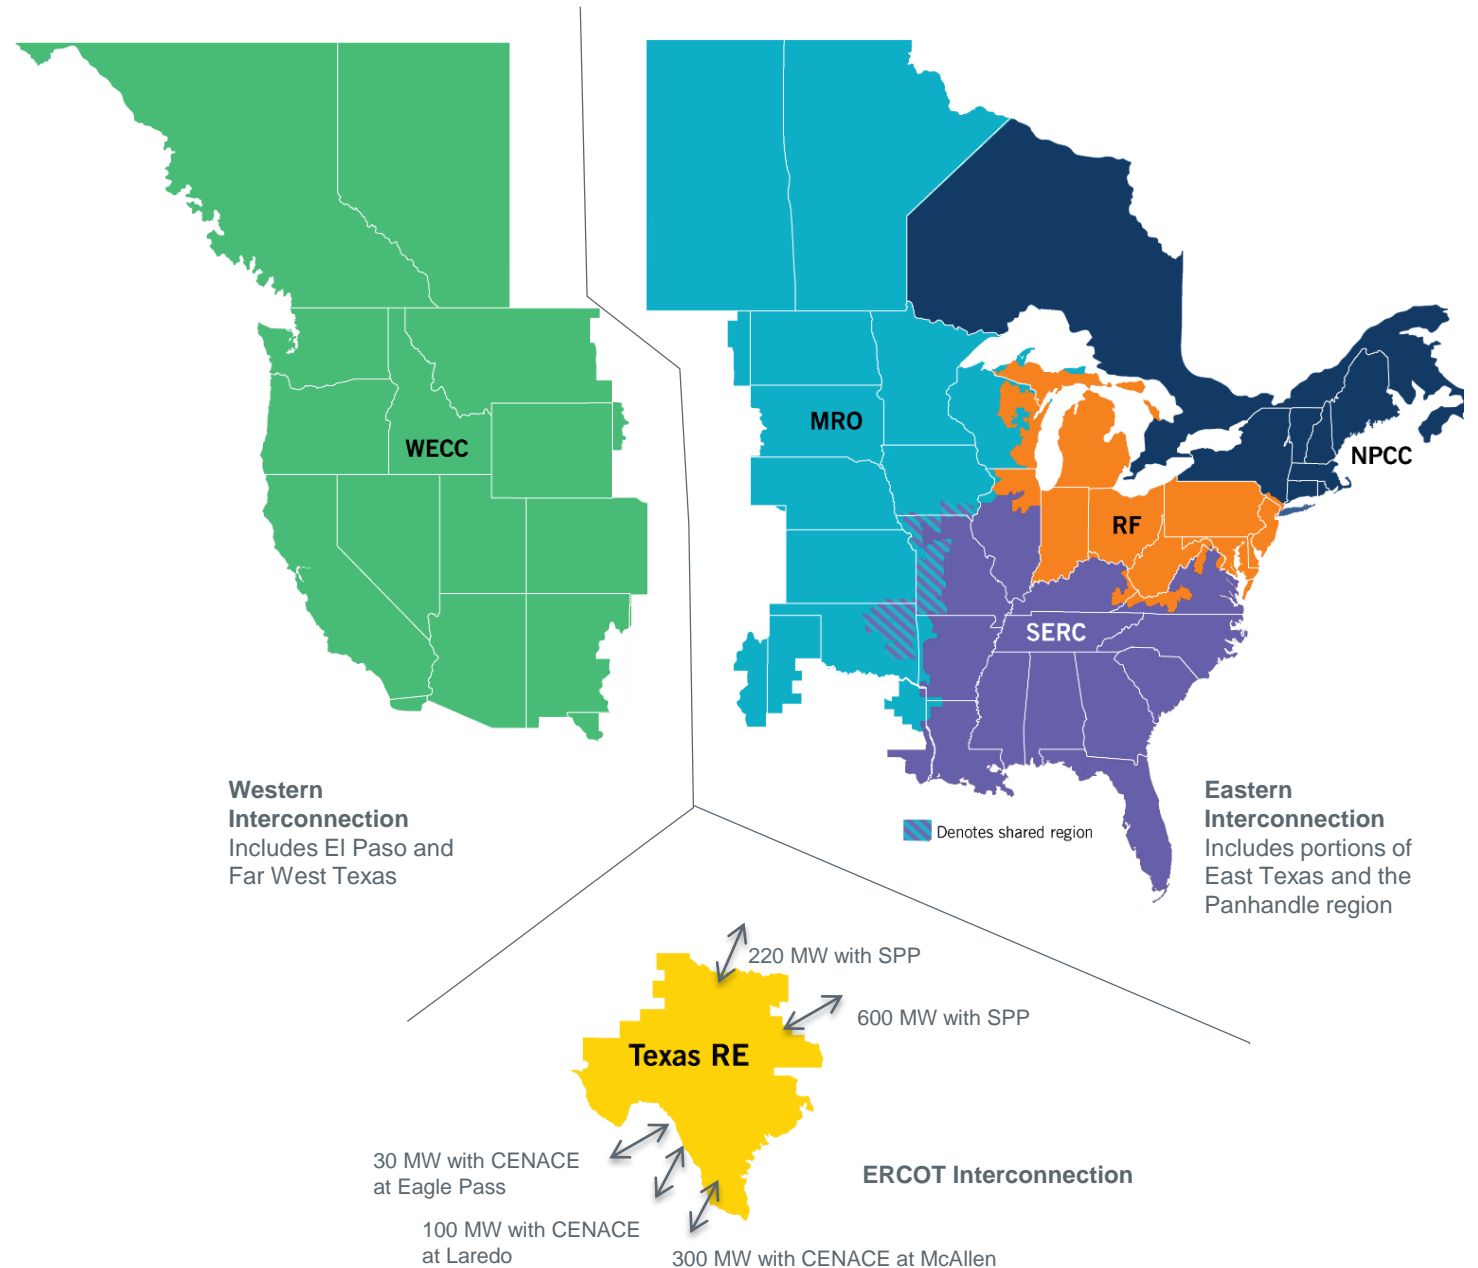 MRO
WECC
NPCC
RF
SERC
Western
Interconnection
Includes El Paso and
Far West Texas
Eastern
Interconnection
Includes portions of
East Texas and the
Panhandle region
Denotes shared region
220 MW with SPP
600 MW with SPP
Texas RE
30 MW with CENACE
at Eagle Pass
ERCOT Interconnection
100 MW with CENACE
at Laredo
300 MW with CENACE at McAllen